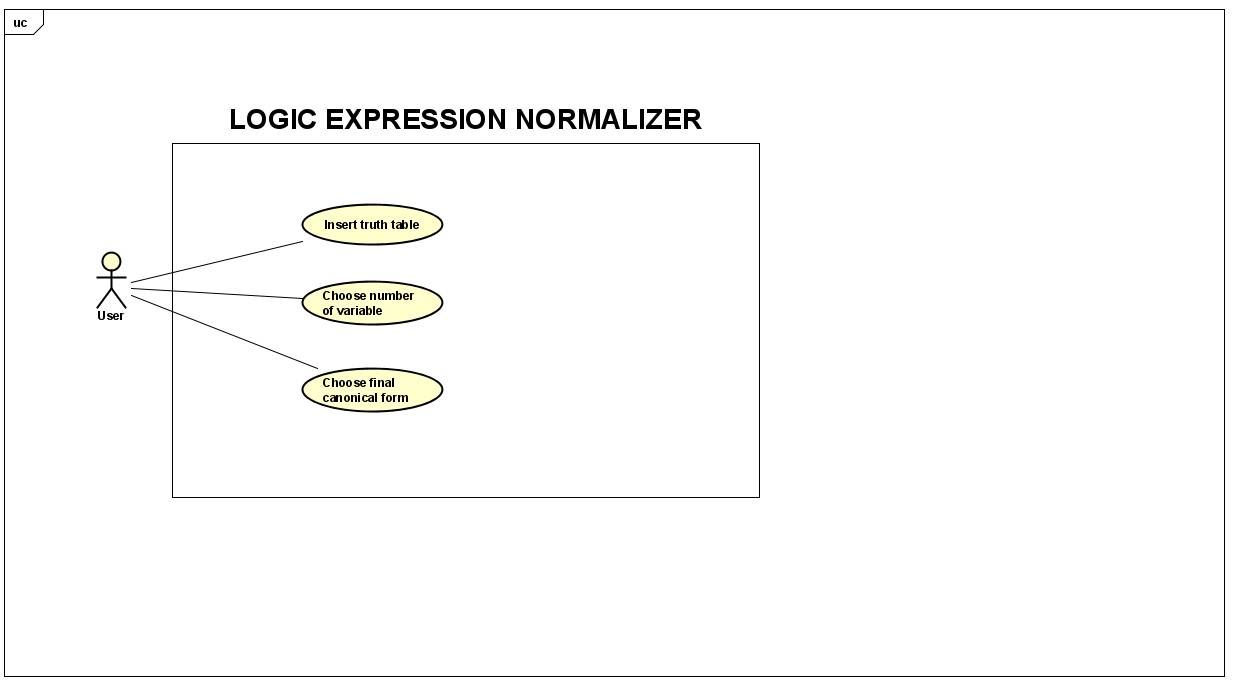 uc
LOGIC EXPRESSION NORMALIZER
Insert truth table
Choose number
of variable
User
Choose final
canonical form